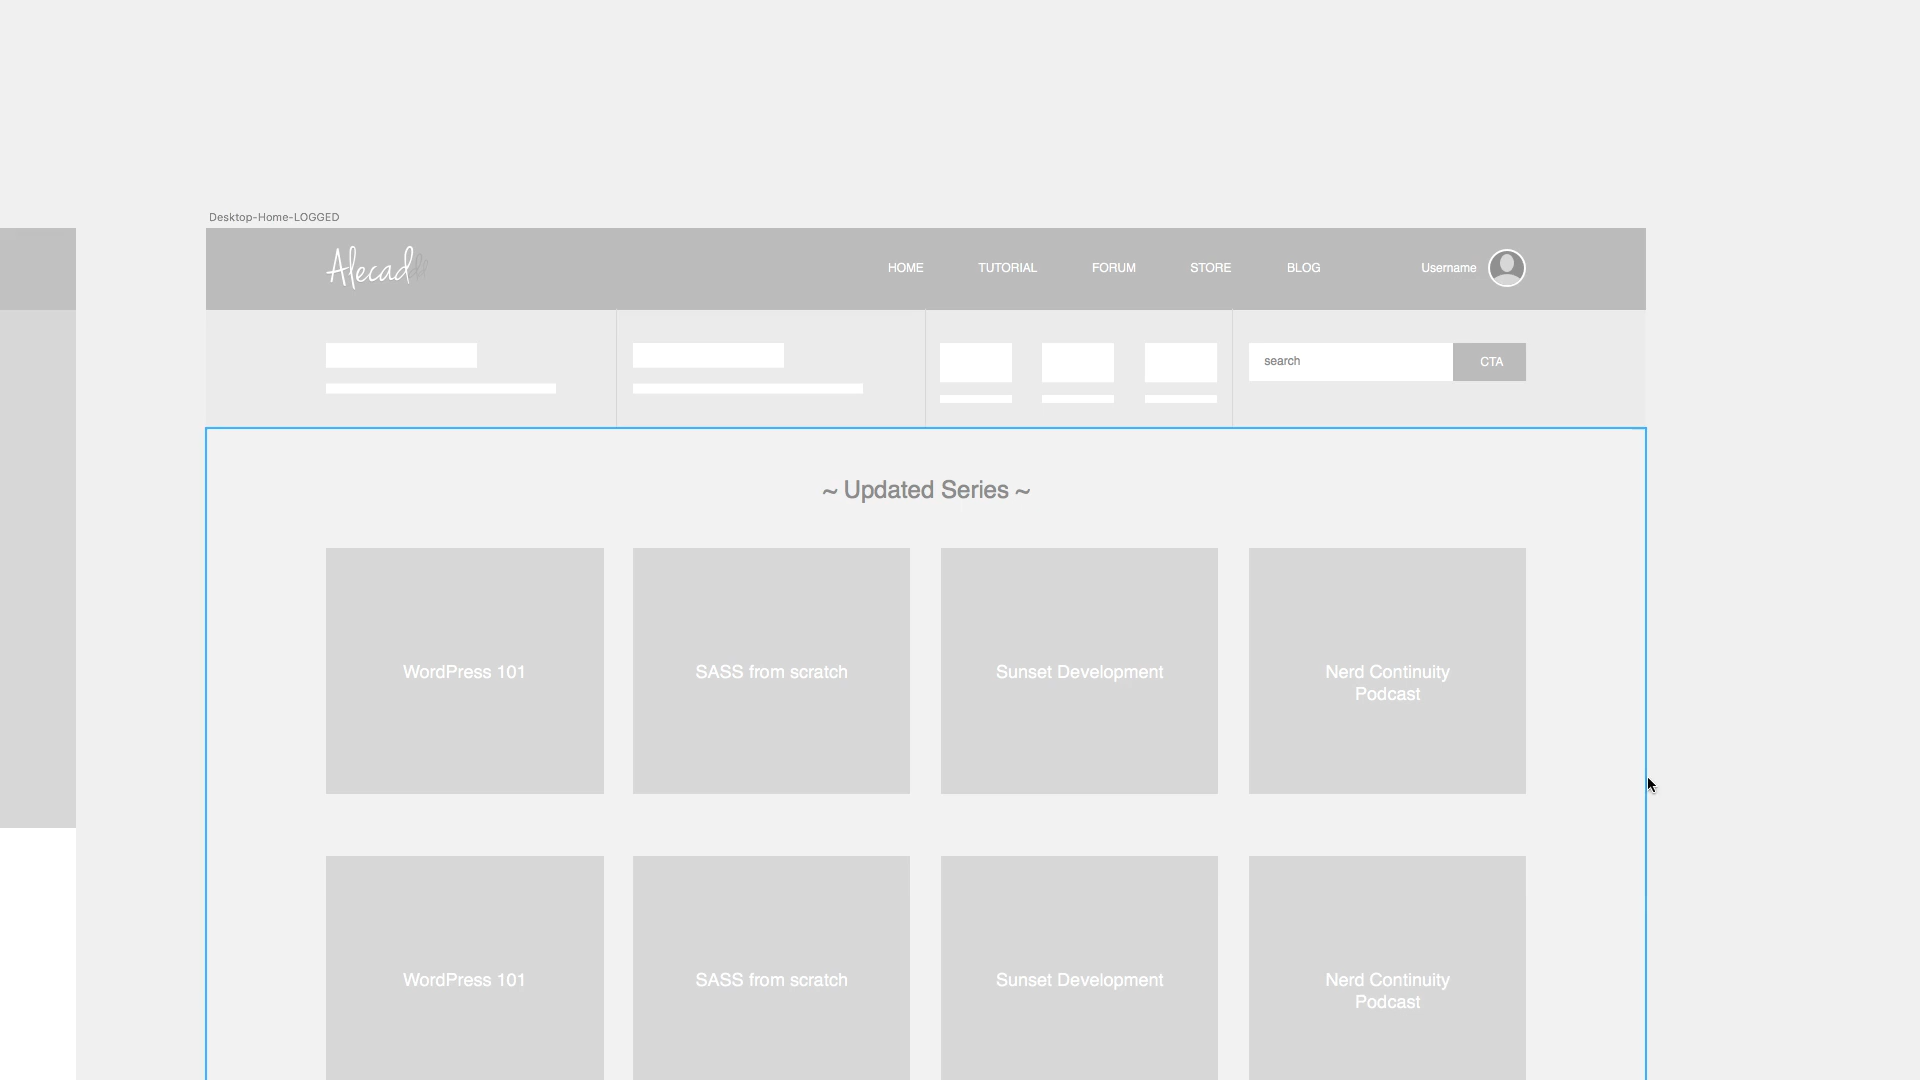 Desktop-Home-LOGGED
Alecadd
HOME TUTORIAL FORUM STORE BLOG Username
search CTA
~ Updated Series ~
WordPress 101 SASS from scratch Sunset Development Nerd Continuity
Podcast
WordPress 101 SASS from scratch Sunset Development Nerd Continuity
Podcast